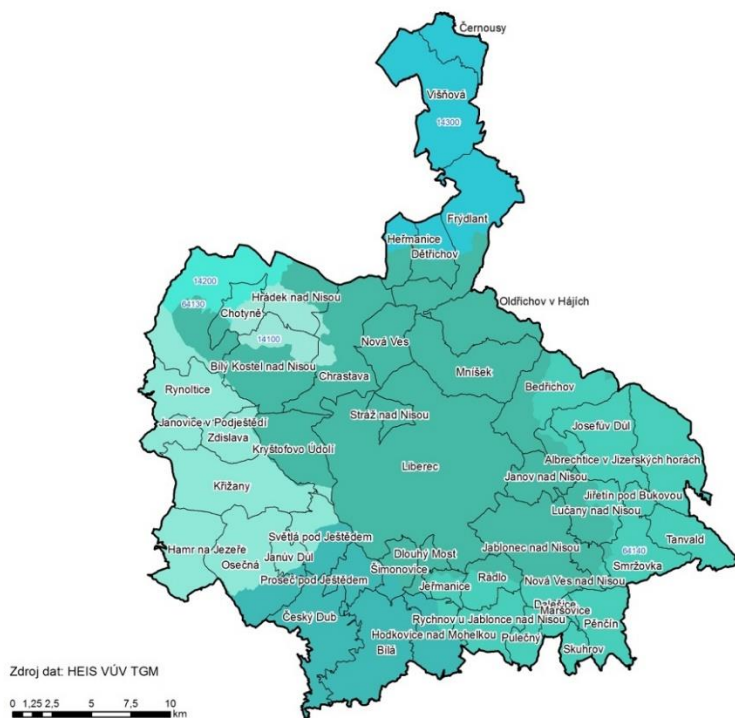 Černousy
Višňová
14300
Frýdlant
Heřmanice
Dětřichov
14200
Oldřichov v Hájích
64130
Hrádek nad Nisou
Chotyně
14100
Nová Ves
Mníšek
Bílý Kostel nad Nisou
Chrastava
Bedřichov
Rynoltice
Stráž nad Nisou
Josefův Důl
Janovice v Podještědí
Zdislava
Kryštofovo Údolí
Liberec
Albrechtice v Jizerských horách
Janov nad Nisou
Křižany
Jiřetín pod Bukovou
Lučany nad Nisou
Světlá pod Ještědem
Tanvald
Hamr na Jezeře
Osečná
Janův Důl
Dlouhý Most
Jablonec nad Nisou
64140
Šimonovice
Smržovka
Proseč pod Ještědem
Jeřmanice
Rádlo
Nová Ves nad Nisou
Dalešice
Maršovice
Český Dub
Rychnov u Jablonce nad Nisou
Pěnčín
Hodkovice nad Mohelkou
Pulečný
Bílá
Skuhrov
Zdroj dat: HEIS VÚV TGM
0 1,25 2,5 5 7,5 10
km